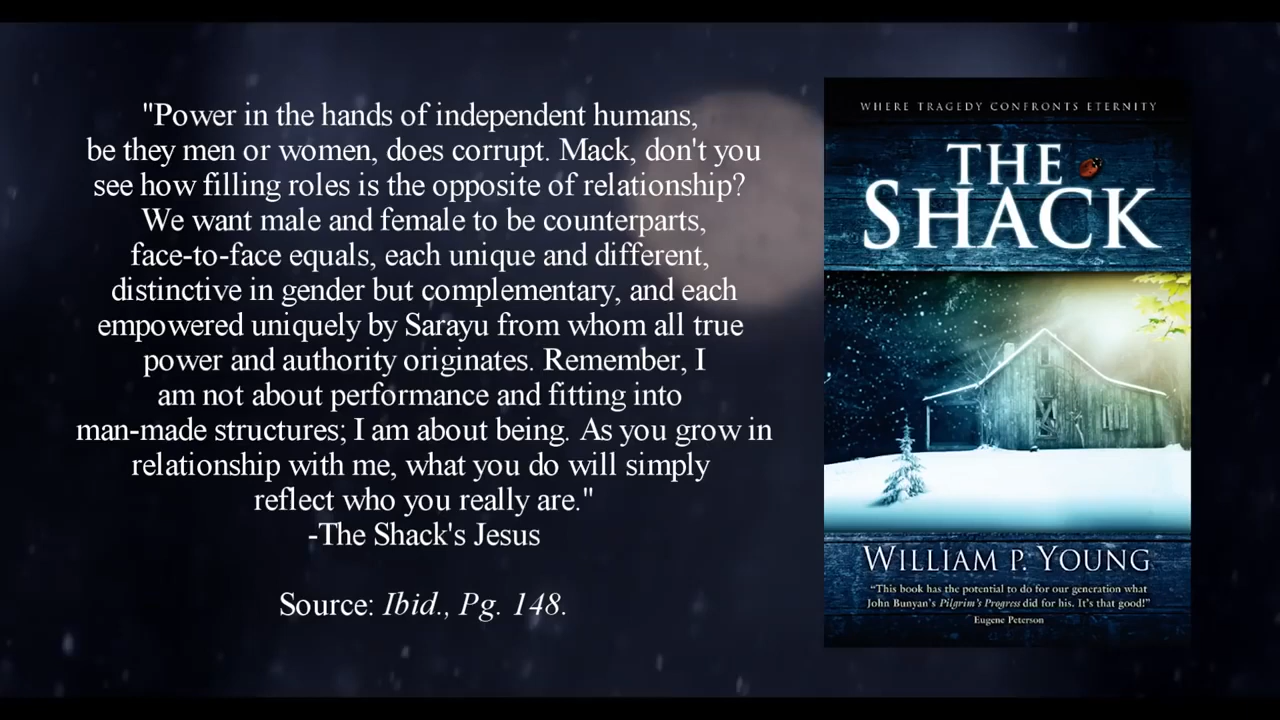 "Power in the hands of independent humans,
be they men or women, does corrupt. Mack, don't you
see how filling roles is the opposite of relationship?
We want male and female to be counterparts,
face-to-face equals, each unique and different,
distinctive in gender but complementary, and each
empowered uniquely by Sarayu from whom all true
power and authority originates. Remember, I
am not about performance and fitting into
man-made structures; I am about being. As you grow in
relationship with me, what you do will simply
reflect who you really are."
-The Shack's Jesus
Source: Ibid., Pg. 148.
WHERE TRAGEDY CONFRONTS ETERNITY
THE
SHACK
WILLIAM P. YOUNG
"This book has the potential to do for our generation what
John Bunyan's Pilgrim's Progress did for his. It's that good!"
Eugene Peterson